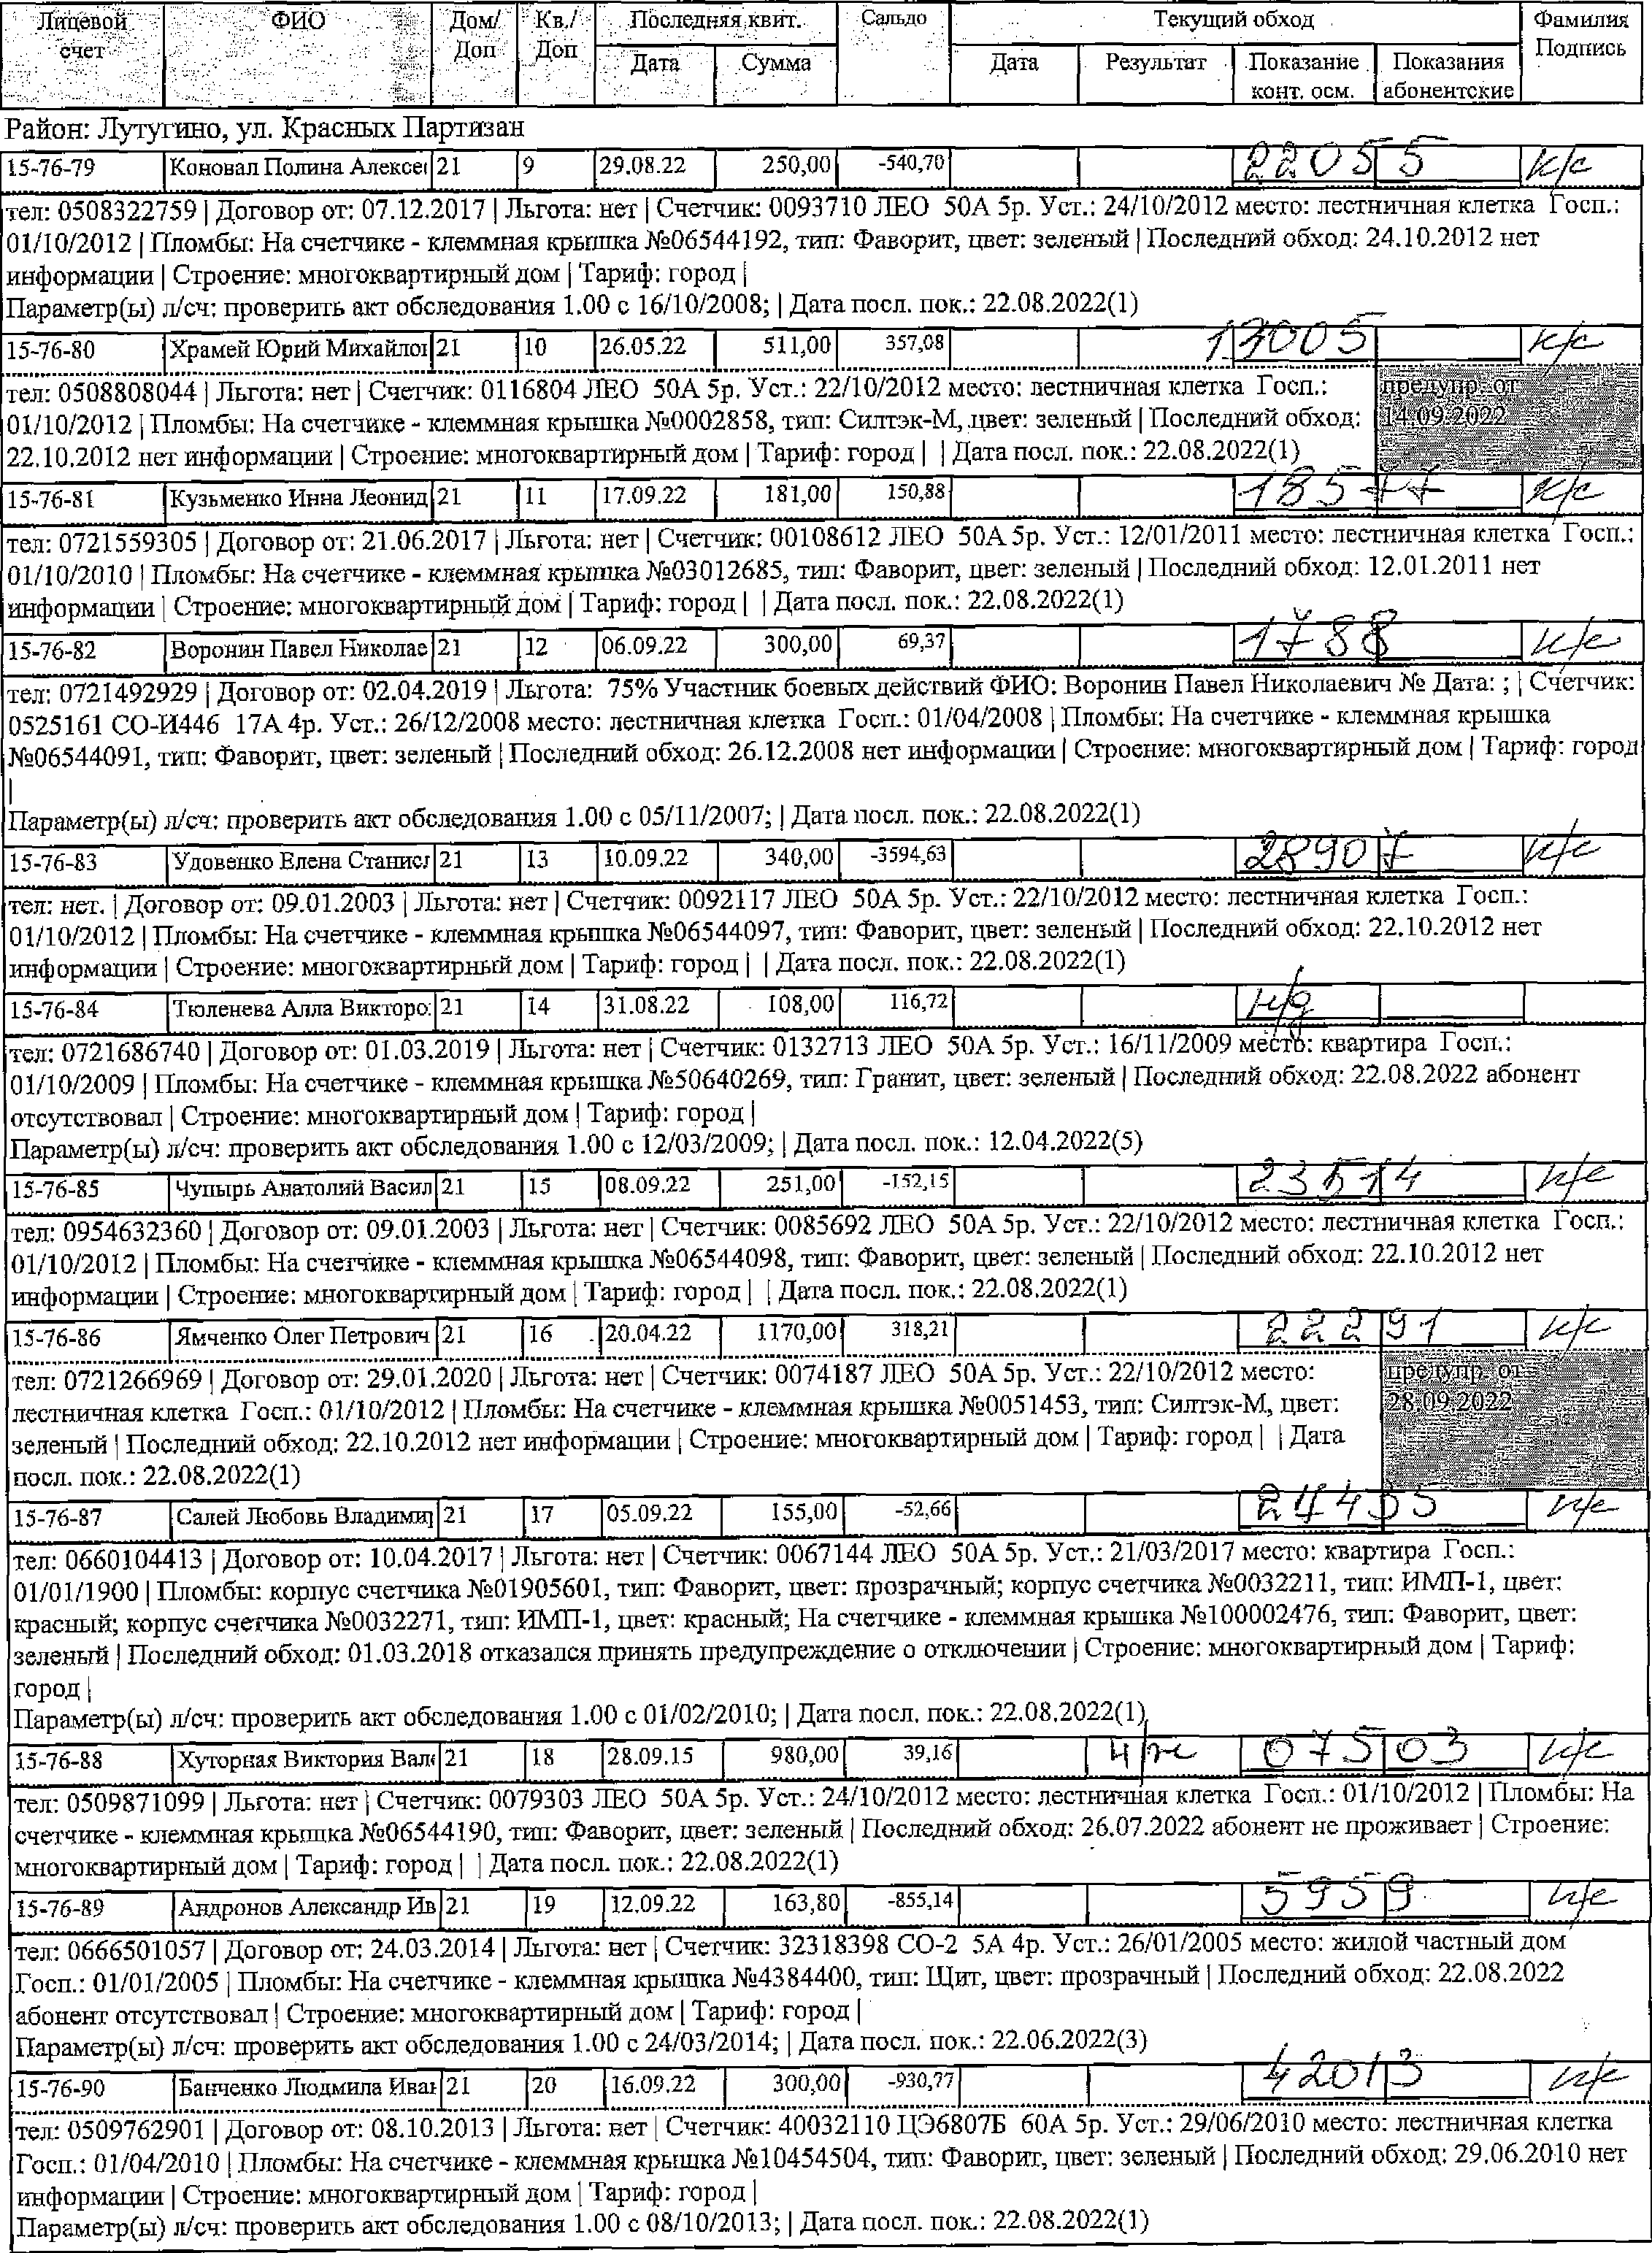 Лицевой счет | ФИО | Дом/ Доп | Кв./ Доп | Последняя квит. | Сальдо | Текущий обход | Фамилия Подпись
Дата | Сумма | Дата | Результат | Показание конт. осм. | Показания абонентские
Район: Лутугино, ул. Красных Партизан
15-76-79 | Коновал Полина Алексе | 21 | 9 | 29.08.22 | 250,00 | -540,70 | 22055 | к/с
тел: 0508322759 | Договор от: 07.12.2017 | Льгота: нет | Счетчик: 0093710 ЛЕО 50А 5р. Уст.: 24/10/2012 место: лестничная клетка Госп.:
01/10/2012 | Пломбы: На счетчике - клеммная крышка №06544192, тип: Фаворит, цвет: зеленый | Последний обход: 24.10.2012 нет
информации | Строение: многоквартирный дом | Тариф: город |
Параметр(ы) л/сч: проверить акт обследования 1.00 с 16/10/2008; | Дата посл. пок.: 22.08.2022(1)
15-76-80 | Храмей Юрий Михайло | 21 | 10 | 26.05.22 | 511,00 | 357,08 | к/с
тел: 0508808044 | Льгота: нет | Счетчик: 0116804 ЛЕО 50А 5р. Уст.: 22/10/2012 место: лестничная клетка Госп.: | предупр. от
01/10/2012 | Пломбы: На счетчике - клеммная крышка №0002858, тип: Силтэк-М, цвет: зеленый | Последний обход: | 14.09.2022
22.10.2012 нет информации | Строение: многоквартирный дом | Тариф: город | | Дата посл. пок.: 22.08.2022(1)
15-76-81 | Кузьменко Инна Леонид | 21 | 11 | 17.09.22 | 181,00 | 150,88 | 18577 | к/с
тел: 0721559305 | Договор от: 21.06.2017 | Льгота: нет | Счетчик: 00108612 ЛЕО 50А 5р. Уст.: 12/01/2011 место: лестничная клетка Госп.:
01/10/2010 | Пломбы: На счетчике - клеммная крышка №03012685, тип: Фаворит, цвет: зеленый | Последний обход: 12.01.2011 нет
информации | Строение: многоквартирный дом | Тариф: город | | Дата посл. пок.: 22.08.2022(1)
15-76-82 | Воронин Павел Николае | 21 | 12 | 06.09.22 | 300,00 | 69,37 | 1788 | к/с
тел: 0721492929 | Договор от: 02.04.2019 | Льгота: 75% Участник боевых действий ФИО: Воронин Павел Николаевич № Дата: ; | Счетчик:
0525161 СО-И446 17А 4р. Уст.: 26/12/2008 место: лестничная клетка Госп.: 01/04/2008 | Пломбы: На счетчике - клеммная крышка
№06544091, тип: Фаворит, цвет: зеленый | Последний обход: 26.12.2008 нет информации | Строение: многоквартирный дом | Тариф: город
|
Параметр(ы) л/сч: проверить акт обследования 1.00 с 05/11/2007; | Дата посл. пок.: 22.08.2022(1)
15-76-83 | Удовенко Елена Станисл | 21 | 13 | 10.09.22 | 340,00 | -3594,63 | 28907 | к/с
тел: нет. | Договор от: 09.01.2003 | Льгота: нет | Счетчик: 0092117 ЛЕО 50А 5р. Уст.: 22/10/2012 место: лестничная клетка Госп.:
01/10/2012 | Пломбы: На счетчике - клеммная крышка №06544097, тип: Фаворит, цвет: зеленый | Последний обход: 22.10.2012 нет
информации | Строение: многоквартирный дом | Тариф: город | | Дата посл. пок.: 22.08.2022(1)
15-76-84 | Тюленева Алла Викторо | 21 | 14 | 31.08.22 | 108,00 | 116,72 | н/д
тел: 0721686740 | Договор от: 01.03.2019 | Льгота: нет | Счетчик: 0132713 ЛЕО 50А 5р. Уст.: 16/11/2009 место: квартира Госп.:
01/10/2009 | Пломбы: На счетчике - клеммная крышка №50640269, тип: Гранит, цвет: зеленый | Последний обход: 22.08.2022 абонент
отсутствовал | Строение: многоквартирный дом | Тариф: город |
Параметр(ы) л/сч: проверить акт обследования 1.00 с 12/03/2009; | Дата посл. пок.: 12.04.2022(5)
15-76-85 | Чупырь Анатолий Васил | 21 | 15 | 08.09.22 | 251,00 | -152,15 | 23514 | к/с
тел: 0954632360 | Договор от: 09.01.2003 | Льгота: нет | Счетчик: 0085692 ЛЕО 50А 5р. Уст.: 22/10/2012 место: лестничная клетка Госп.:
01/10/2012 | Пломбы: На счетчике - клеммная крышка №06544098, тип: Фаворит, цвет: зеленый | Последний обход: 22.10.2012 нет
информации | Строение: многоквартирный дом | Тариф: город | | Дата посл. пок.: 22.08.2022(1)
15-76-86 | Ямченко Олег Петрович | 21 | 16 | 20.04.22 | 1170,00 | 318,21 | 22291 | к/с
тел: 0721266969 | Договор от: 29.01.2020 | Льгота: нет | Счетчик: 0074187 ЛЕО 50А 5р. Уст.: 22/10/2012 место: | предупр. от
лестничная клетка Госп.: 01/10/2012 | Пломбы: На счетчике - клеммная крышка №0051453, тип: Силтэк-М, цвет: | 28.09.2022
зеленый | Последний обход: 22.10.2012 нет информации | Строение: многоквартирный дом | Тариф: город | | Дата
посл. пок.: 22.08.2022(1)
15-76-87 | Салей Любовь Владимир | 21 | 17 | 05.09.22 | 155,00 | -52,66 | к/с
тел: 0660104413 | Договор от: 10.04.2017 | Льгота: нет | Счетчик: 0067144 ЛЕО 50А 5р. Уст.: 21/03/2017 место: квартира Госп.:
01/01/1900 | Пломбы: корпус счетчика №01905601, тип: Фаворит, цвет: прозрачный; корпус счетчика №0032211, тип: ИМП-1, цвет:
красный; корпус счетчика №0032271, тип: ИМП-1, цвет: красный; На счетчике - клеммная крышка №100002476, тип: Фаворит, цвет:
зеленый | Последний обход: 01.03.2018 отказался принять предупреждение о отключении | Строение: многоквартирный дом | Тариф:
город |
Параметр(ы) л/сч: проверить акт обследования 1.00 с 01/02/2010; | Дата посл. пок.: 22.08.2022(1)
15-76-88 | Хуторная Виктория Вал | 21 | 18 | 28.09.15 | 980,00 | 39,16 | 07503 | к/с
тел: 0509871099 | Льгота: нет | Счетчик: 0079303 ЛЕО 50А 5р. Уст.: 24/10/2012 место: лестничная клетка Госп.: 01/10/2012 | Пломбы: На
счетчике - клеммная крышка №06544190, тип: Фаворит, цвет: зеленый | Последний обход: 26.07.2022 абонент не проживает | Строение:
многоквартирный дом | Тариф: город | | Дата посл. пок.: 22.08.2022(1)
15-76-89 | Андронов Александр Ив | 21 | 19 | 12.09.22 | 163,80 | -855,14 | 5959 | к/с
тел: 0666501057 | Договор от: 24.03.2014 | Льгота: нет | Счетчик: 32318398 СО-2 5А 4р. Уст.: 26/01/2005 место: жилой частный дом
Госп.: 01/01/2005 | Пломбы: На счетчике - клеммная крышка №4384400, тип: Щит, цвет: прозрачный | Последний обход: 22.08.2022
абонент отсутствовал | Строение: многоквартирный дом | Тариф: город |
Параметр(ы) л/сч: проверить акт обследования 1.00 с 24/03/2014; | Дата посл. пок.: 22.06.2022(3)
15-76-90 | Банченко Людмила Иван | 21 | 20 | 16.09.22 | 300,00 | -930,77 | 42013 | к/с
тел: 0509762901 | Договор от: 08.10.2013 | Льгота: нет | Счетчик: 40032110 ЦЭ6807Б 60А 5р. Уст.: 29/06/2010 место: лестничная клетка
Госп.: 01/04/2010 | Пломбы: На счетчике - клеммная крышка №10454504, тип: Фаворит, цвет: зеленый | Последний обход: 29.06.2010 нет
информации | Строение: многоквартирный дом | Тариф: город |
Параметр(ы) л/сч: проверить акт обследования 1.00 с 08/10/2013; | Дата посл. пок.: 22.08.2022(1)